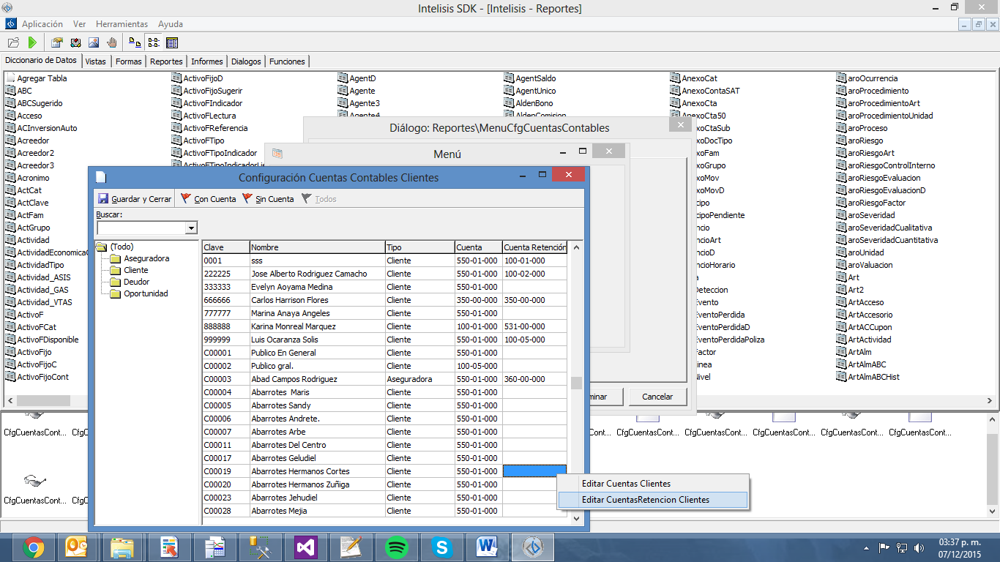 Intelisis SDK - [Intelisis - Reportes]
Aplicación Ver Herramientas Ayuda
Diccionario de Datos Vistas Formas Reportes Informes Dialogos Funciones
Agregar Tabla
ABC
ABCSugerido
Acceso
ACInversionAuto
Acreedor
Acreedor2
Acreedor3
Acronimo
ActCat
ActClave
ActFam
ActGrupo
Actividad
ActividadEconomicaC
ActividadTipo
Actividad_ASIS
Actividad_GAS
Actividad_VTAS
ActivoF
ActivoFCat
ActivoFDisponible
ActivoFijo
ActivoFijoC
ActivoFijoCont
ActivoFijoD
ActivoFijoSugerir
ActivoFIndicador
ActivoFLectura
ActivoFReferencia
ActivoFTipo
ActivoFTipoIndicador
ActivoFTipoIndicadorLis
AgentD
Agente
Agente3
Agente4
AgentSaldo
AgentUnico
AldenBono
AldenComision
AnexoCat
AnexoContaSAT
AnexoCta
AnexoCta50
exoCtaSub
exoDocTipo
exoFam
exoGrupo
exoMov
exoMovD
cipo
cipoPendiente
ncio
ncioArt
ncioD
ncioHorario
a
Deteccion
Evento
EventoPerdida
EventoPerdidaD
EventoPerdidaPoliza
Factor
Linea
Nivel
aroOcurrencia
aroProcedimiento
aroProcedimientoArt
aroProcedimientoUnidad
aroProceso
aroRiesgo
aroRiesgoArt
aroRiesgoControlInterno
aroRiesgoEvaluacion
aroRiesgoEvaluacionD
aroRiesgoFactor
aroSeveridad
aroSeveridadCualitativa
aroSeveridadCuantitativa
aroUnidad
aroValuacion
Art
Art2
ArtAcceso
ArtAccesorio
ArtACCupon
ArtActividad
ArtAlm
ArtAlmABC
ArtAlmABCHist
Diálogo: Reportes\MenuCfgCuentasContables
Menú
Configuración Cuentas Contables Clientes
Guardar y Cerrar Con Cuenta Sin Cuenta Todos
Buscar:
(Todo)
Aseguradora
Cliente
Deudor
Oportunidad
Clave Nombre Tipo Cuenta Cuenta Retención
0001 sss Cliente 550-01-000 100-01-000
222225 Jose Alberto Rodriguez Camacho Cliente 550-01-000 100-02-000
333333 Evelyn Aoyama Medina Cliente 550-01-000
666666 Carlos Harrison Flores Cliente 350-00-000 350-00-000
777777 Marina Anaya Angeles Cliente 550-01-000
888888 Karina Monreal Marquez Cliente 100-01-000 531-00-000
999999 Luis Ocaranza Solis Cliente 550-01-000 100-05-000
C00001 Publico En General Cliente 550-01-000
C00002 Publico gral. Cliente 100-05-000
C00003 Abad Campos Rodriguez Aseguradora 550-01-000 360-00-000
C00004 Abarrotes Maris Cliente 550-01-000
C00005 Abarrotes Sandy Cliente 550-01-000
C00006 Abarrotes Andrete. Cliente 550-01-000
C00007 Abarrotes Arbe Cliente 550-01-000
C00011 Abarrotes Del Centro Cliente 550-01-000
C00017 Abarrotes Geludiel Cliente 550-01-000
C00019 Abarrotes Hermanos Cortes Cliente 550-01-000
C00020 Abarrotes Hermanos Zuñiga Cliente 550-01-000
C00023 Abarrotes Jehudiel Cliente 550-01-000
C00028 Abarrotes Mejia Cliente 550-01-000
Editar Cuentas Clientes
Editar CuentasRetencion Clientes
minar Cancelar
CfgCuentasCont... CfgC Cont... CfgCuentasCont... CfgCuentasCont... CfgCuentasCont... CfgCuentasCont... CfgCuentasCont...
CfgCuentasCont... CfgC
03:37 p. m.
07/12/2015